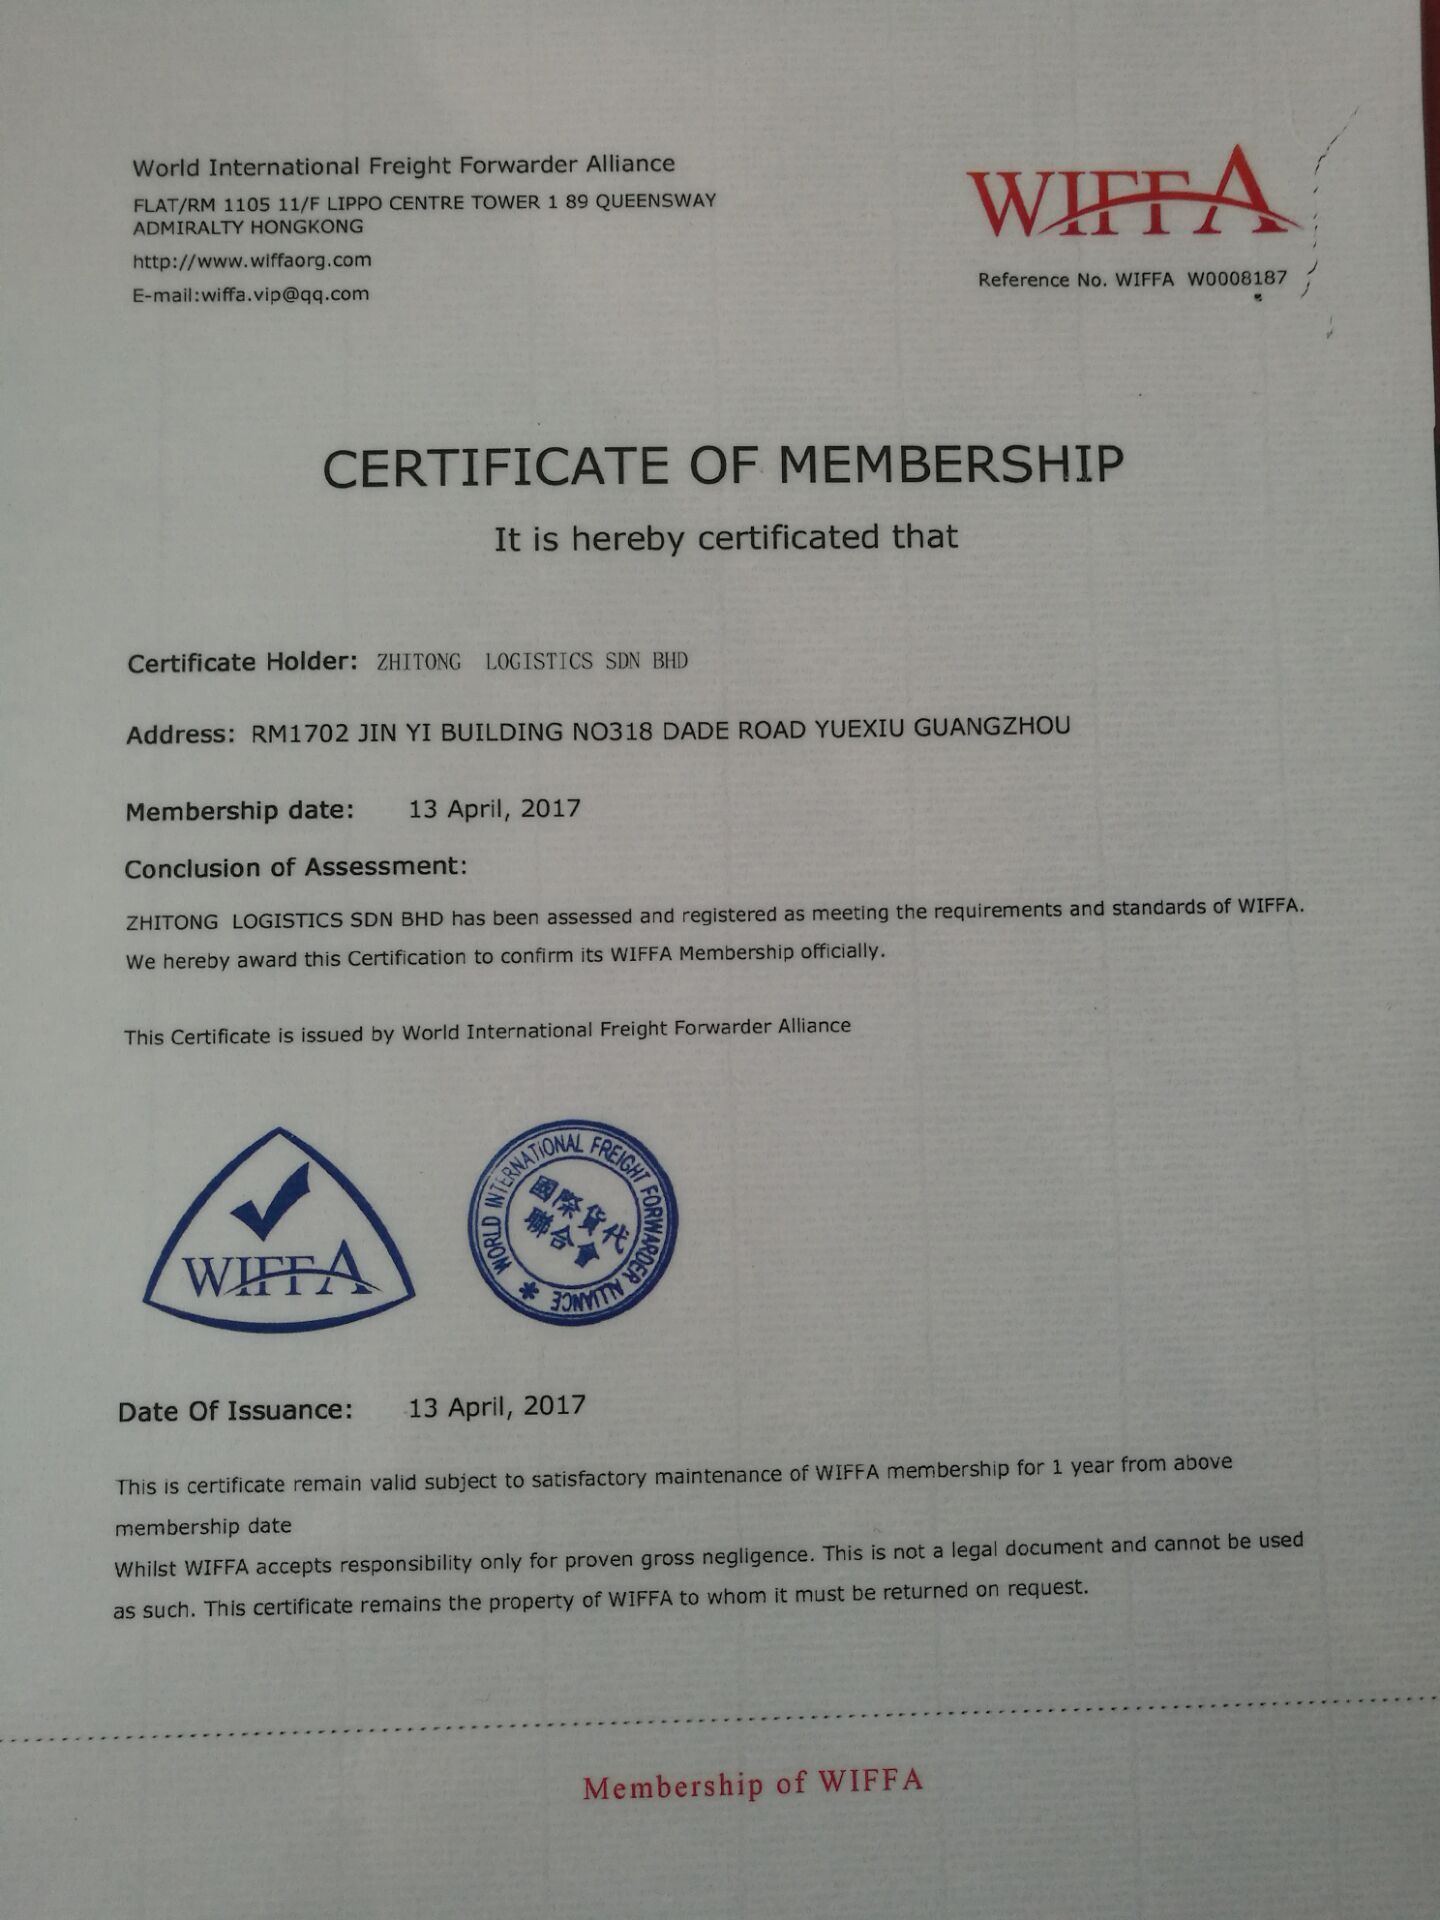 World International Freight Forwarder Alliance
FLAT/RM 1105 11/F LIPPO CENTRE TOWER 1 89 QUEENSWAY
ADMIRALTY HONGKONG
http://www.wiffaorg.com
E-mail:wiffa.vip@qq.com
WIFFA
Reference No. WIFFA W0008187
CERTIFICATE OF MEMBERSHIP
It is hereby certificated that
Certificate Holder: ZHITONG LOGISTICS SDN BHD
Address: RM1702 JIN YI BUILDING NO318 DADE ROAD YUEXIU GUANGZHOU
Membership date: 13 April, 2017
Conclusion of Assessment:
ZHITONG LOGISTICS SDN BHD has been assessed and registered as meeting the requirements and standards of WIFFA.
We hereby award this Certification to confirm its WIFFA Membership officially.
This Certificate is issued by World International Freight Forwarder Alliance
WIFFA
WORLD INTERNATIONAL FREIGHT FORWARDER ALLIANCE *
國際貨代
聯合會
Date Of Issuance: 13 April, 2017
This is certificate remain valid subject to satisfactory maintenance of WIFFA membership for 1 year from above
membership date
Whilst WIFFA accepts responsibility only for proven gross negligence. This is not a legal document and cannot be used
as such. This certificate remains the property of WIFFA to whom it must be returned on request.
Membership of WIFFA